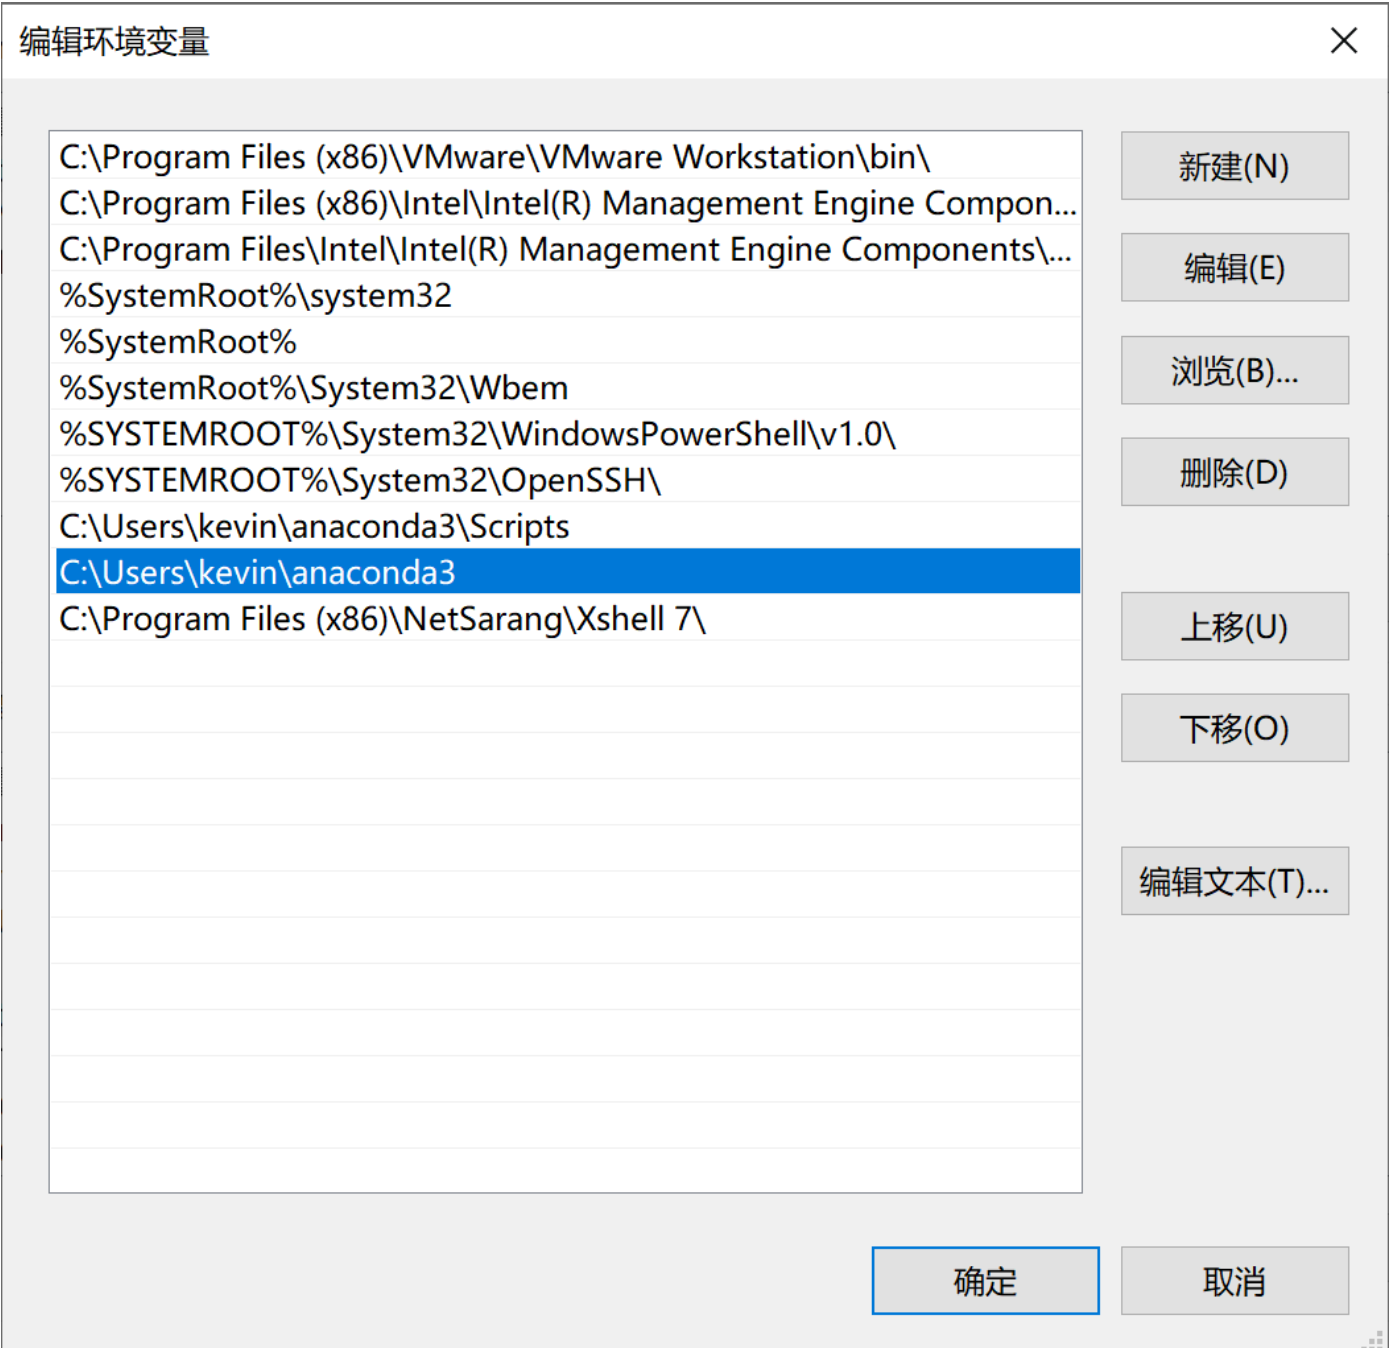 编辑环境变量
C:\Program Files (x86)\VMware\VMware Workstation\bin\
C:\Program Files (x86)\Intel\Intel(R) Management Engine Compon...
C:\Program Files\Intel\Intel(R) Management Engine Components\...
%SystemRoot%\system32
%SystemRoot%
%SystemRoot%\System32\Wbem
%SYSTEMROOT%\System32\WindowsPowerShell\v1.0\
%SYSTEMROOT%\System32\OpenSSH\
C:\Users\kevin\anaconda3\Scripts
C:\Users\kevin\anaconda3
C:\Program Files (x86)\NetSarang\Xshell 7\
新建(N)
编辑(E)
浏览(B)...
删除(D)
上移(U)
下移(O)
编辑文本(T)...
确定
取消